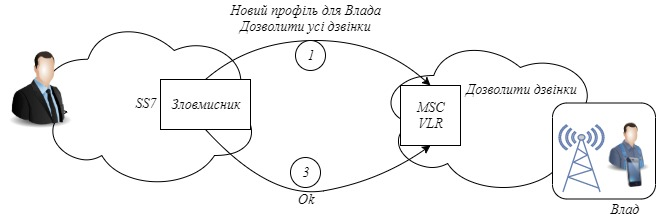 Новий профіль для Влада
Дозволити усі дзвінки
1
SS7
Зловмисник
MSC
VLR
Дозволити дзвінки
3
Ok
Влад